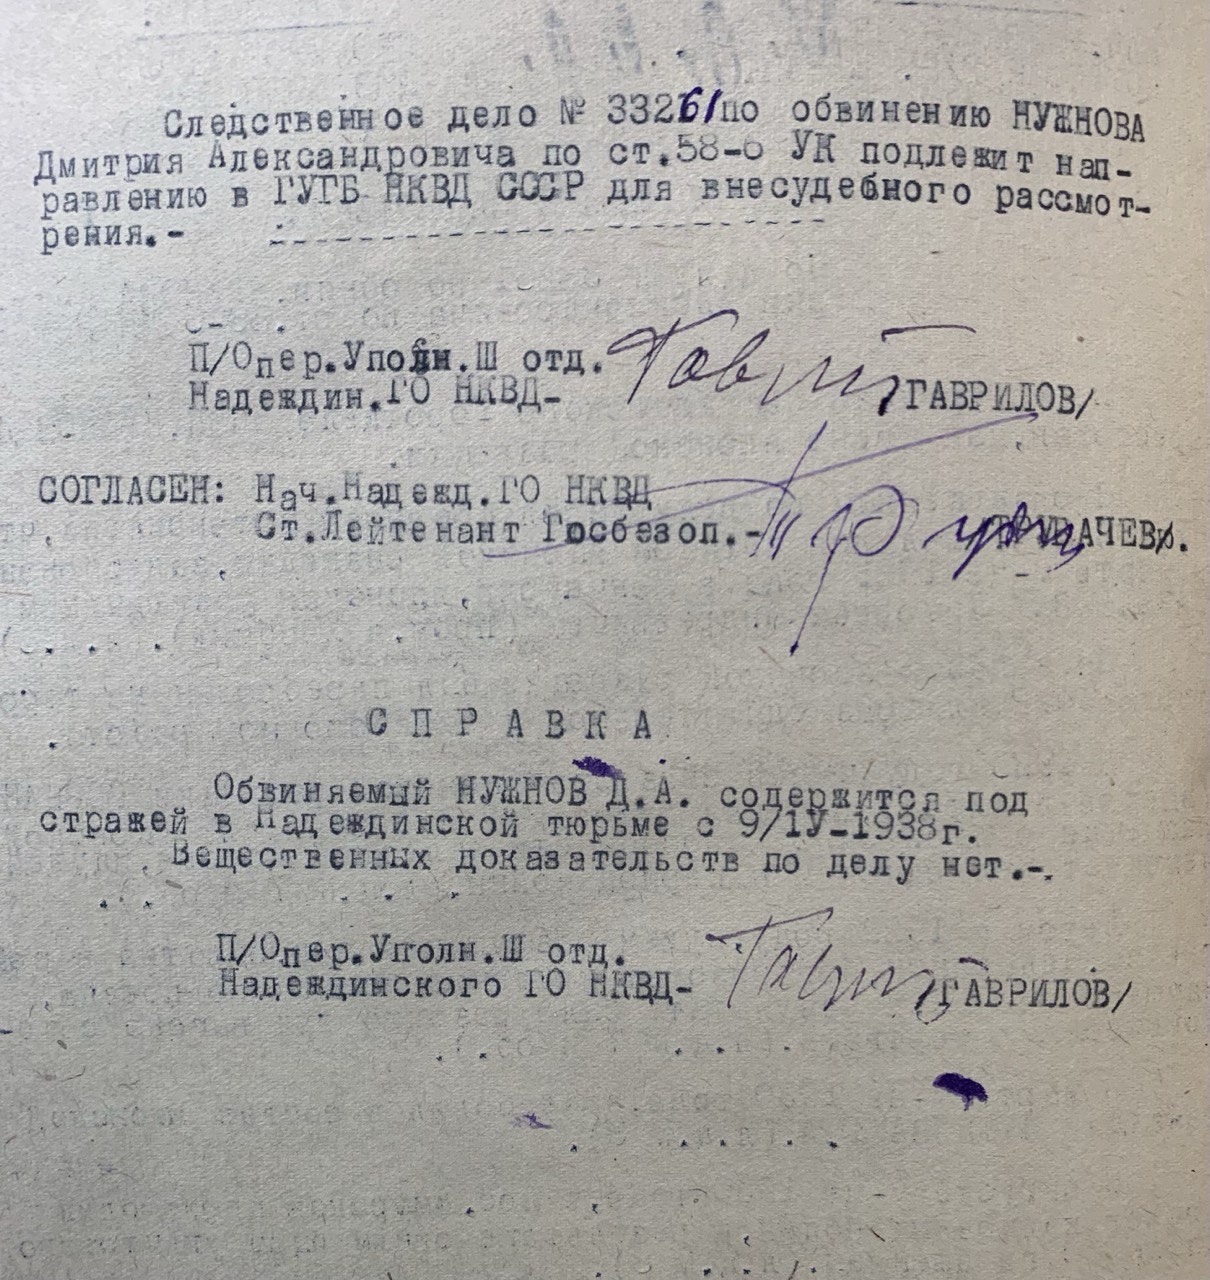 Следственное дело № 33261 по обвинению НУЖНОВА
Дмитрия Александровича по ст.58-6 УК подлежит нап-
равлению в ГУГБ НКВД СССР для внесудебного рассмот-
рения.-
П/Опер.Уполн.Ш отд.
Надеждин.ГО НКВД- ГАВРИЛОВ/
СОГЛАСЕН: Нач.Надежд.ГО НКВД
Ст.Лейтенант Госбезоп.-
СПРАВКА
Обвиняемый НУЖНОВ Д.А. содержится под
стражей в Надеждинской тюрьме с 9/1У-1938г.
Вещественных доказательств по делу нет.-
П/Опер.Уполн.Ш отд.
Надеждинского ГО НКВД- ГАВРИЛОВ/